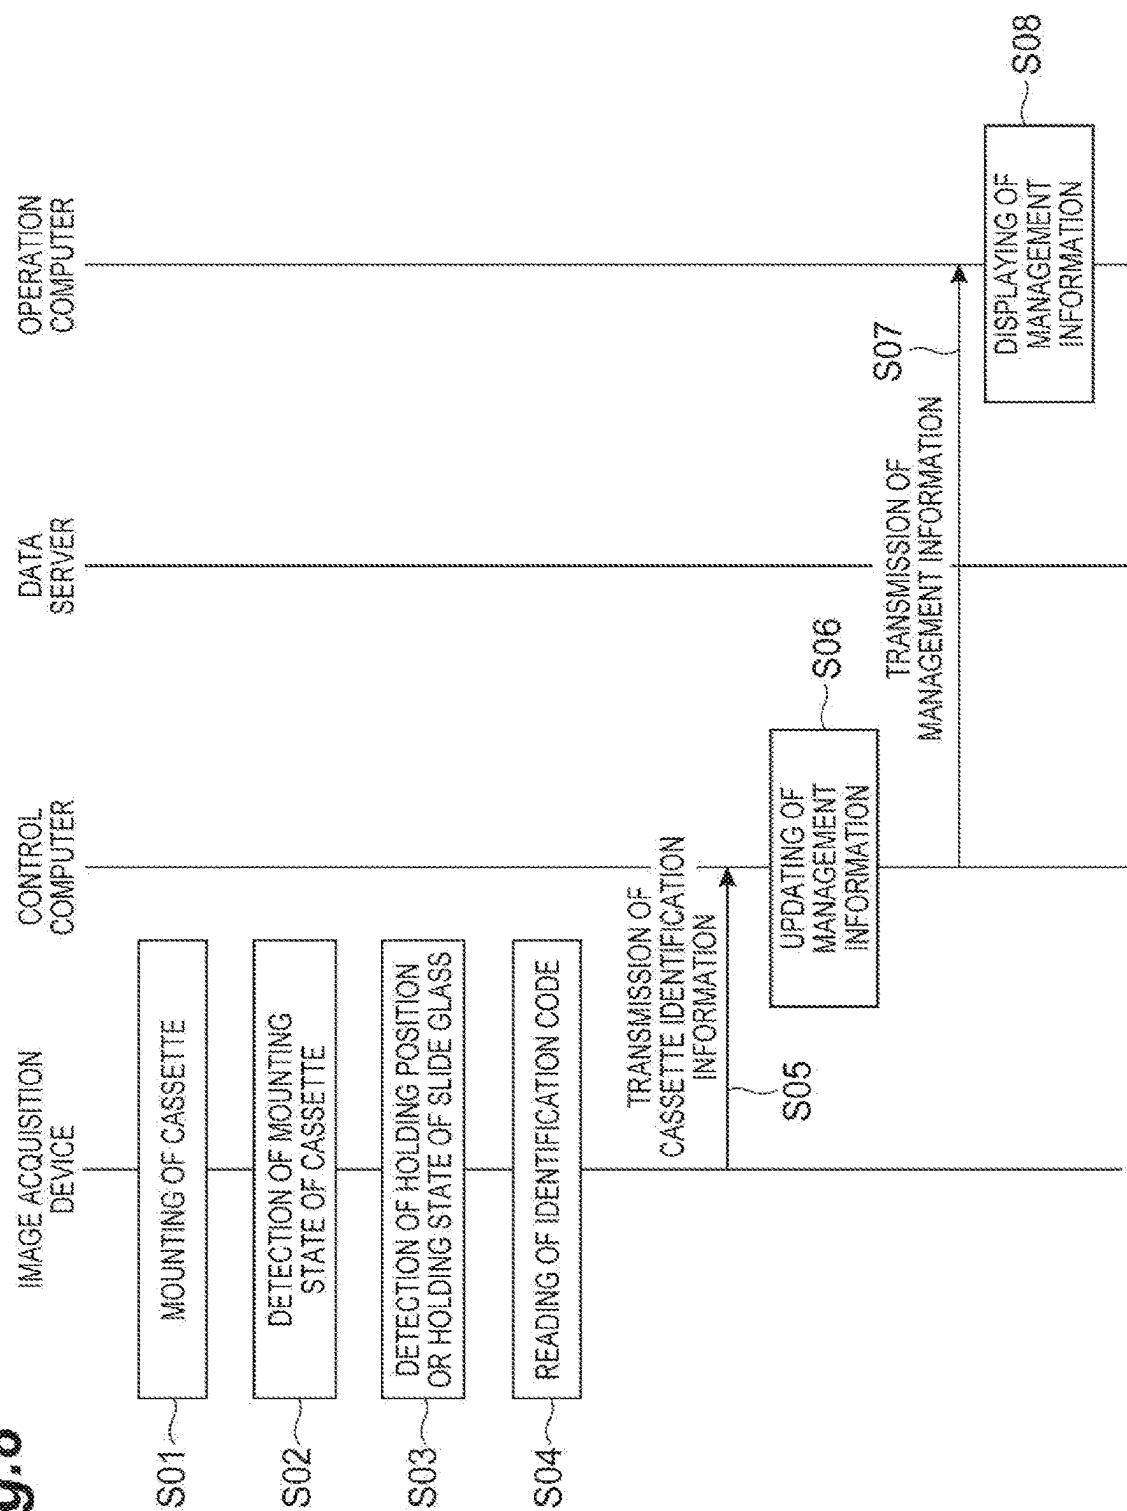 IMAGE ACQUISITION
DEVICE
CONTROL
COMPUTER
DATA
SERVER
OPERATION
COMPUTER
S01
MOUNTING OF CASSETTE
S02
DETECTION OF MOUNTING
STATE OF CASSETTE
S03
DETECTION OF HOLDING POSITION
OR HOLDING STATE OF SLIDE GLASS
S04
READING OF IDENTIFICATION CODE
TRANSMISSION OF
CASSETTE IDENTIFICATION
INFORMATION
S05
UPDATING OF
MANAGEMENT
INFORMATION
S06
TRANSMISSION OF
MANAGEMENT INFORMATION
S07
DISPLAYING OF
MANAGEMENT
INFORMATION
S08